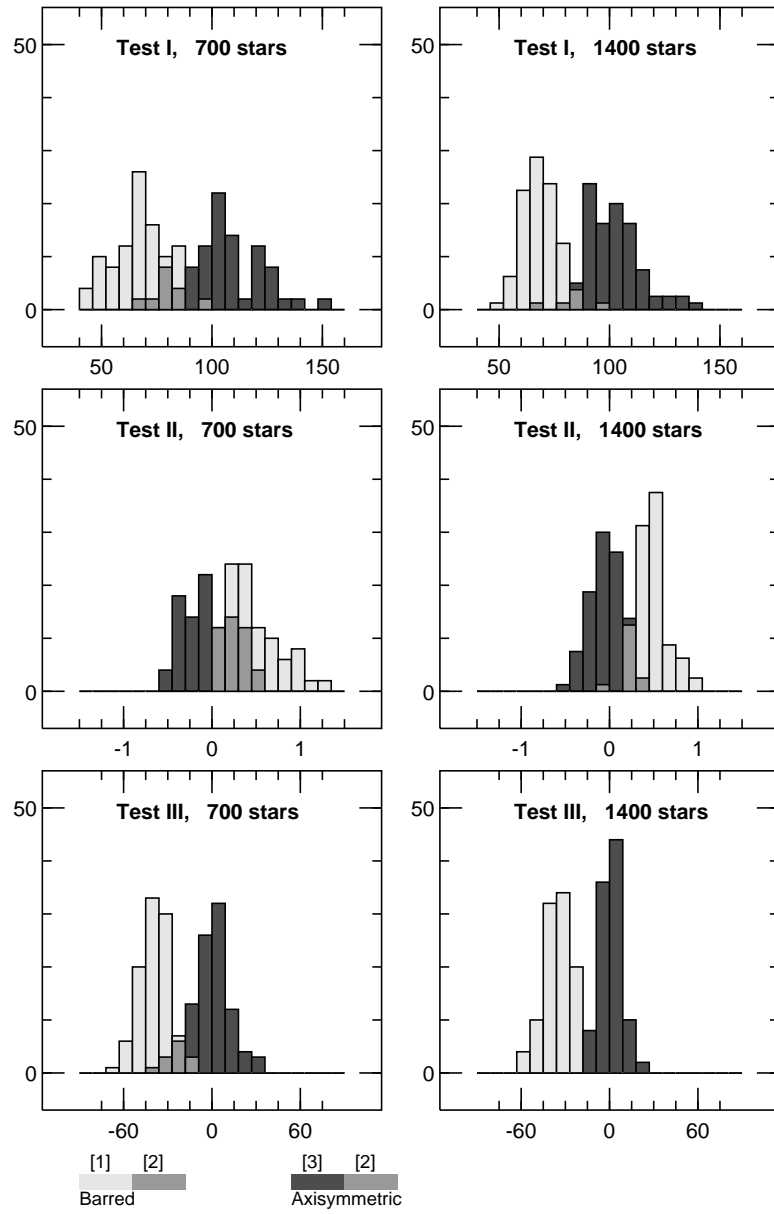 Test I, 700 stars
50
0
50 100 150
Test I, 1400 stars
50
0
50 100 150
Test II, 700 stars
50
0
-1 0 1
Test II, 1400 stars
50
0
-1 0 1
Test III, 700 stars
50
0
-60 0 60
Test III, 1400 stars
50
0
-60 0 60
[1] [2]
Barred
[3] [2]
Axisymmetric